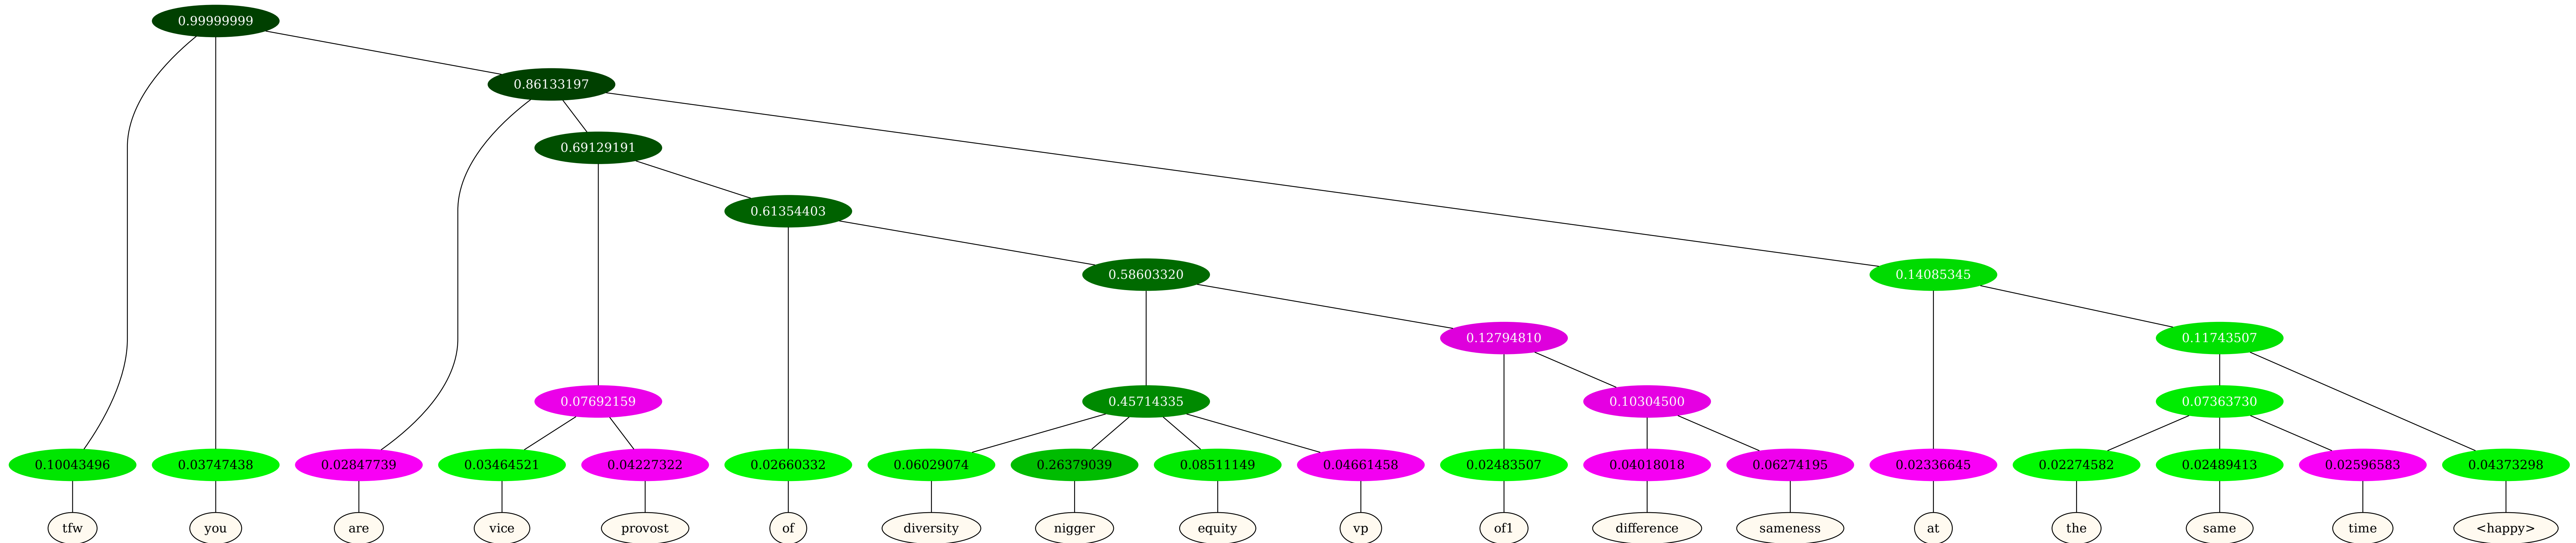 0.99999999
0.86133197
0.69129191
0.61354403
0.58603320 0.14085345
0.12794810 0.11743507
0.07692159 0.45714335 0.10304500 0.07363730
0.10043496 0.03747438 0.02847739 0.03464521 0.04227322 0.02660332 0.06029074 0.26379039 0.08511149 0.04661458 0.02483507 0.04018018 0.06274195 0.02336645 0.02274582 0.02489413 0.02596583 0.04373298
tfw you are vice provost of diversity nigger equity vp of1 difference sameness at the same time <happy>